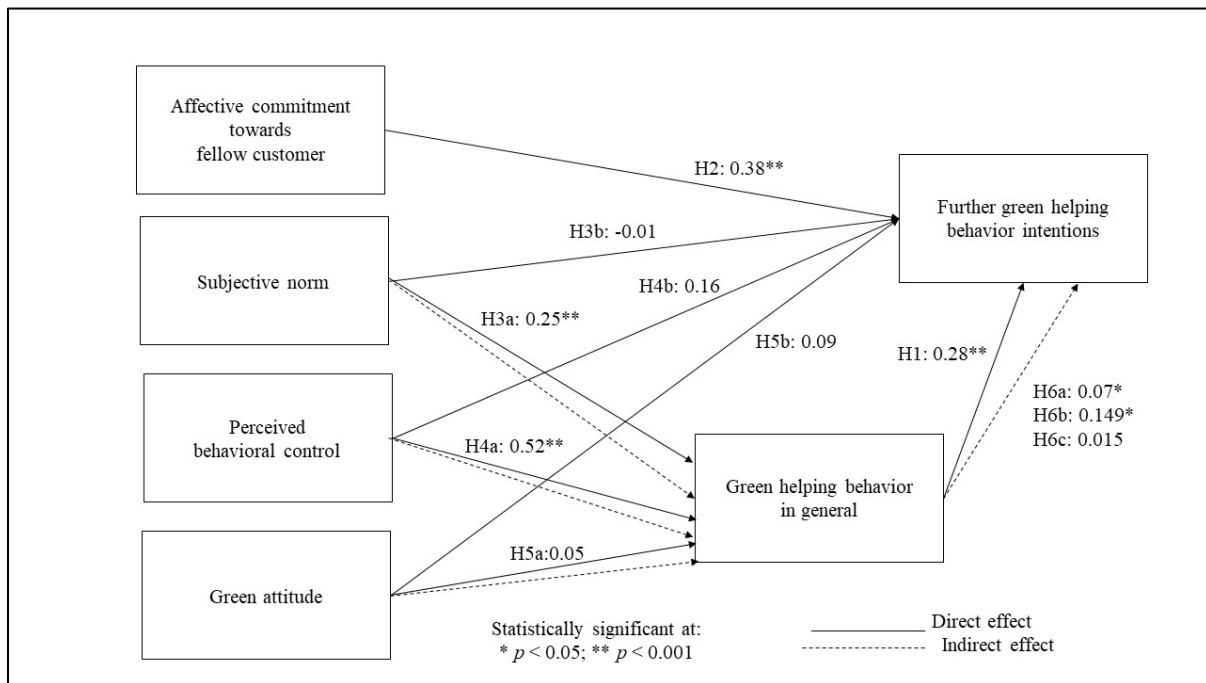 Affective commitment
towards
fellow customer
H2: 0.38**
Further green helping
behavior intentions
H3b: -0.01
Subjective norm
H4b: 0.16
H3a: 0.25**
H5b: 0.09
H1: 0.28**
Perceived
behavioral control
H6a: 0.07*
H6b: 0.149*
H6c: 0.015
H4a: 0.52**
Green helping behavior
in general
H5a:0.05
Green attitude
Statistically significant at:
* p < 0.05; ** p < 0.001
Direct effect
Indirect effect